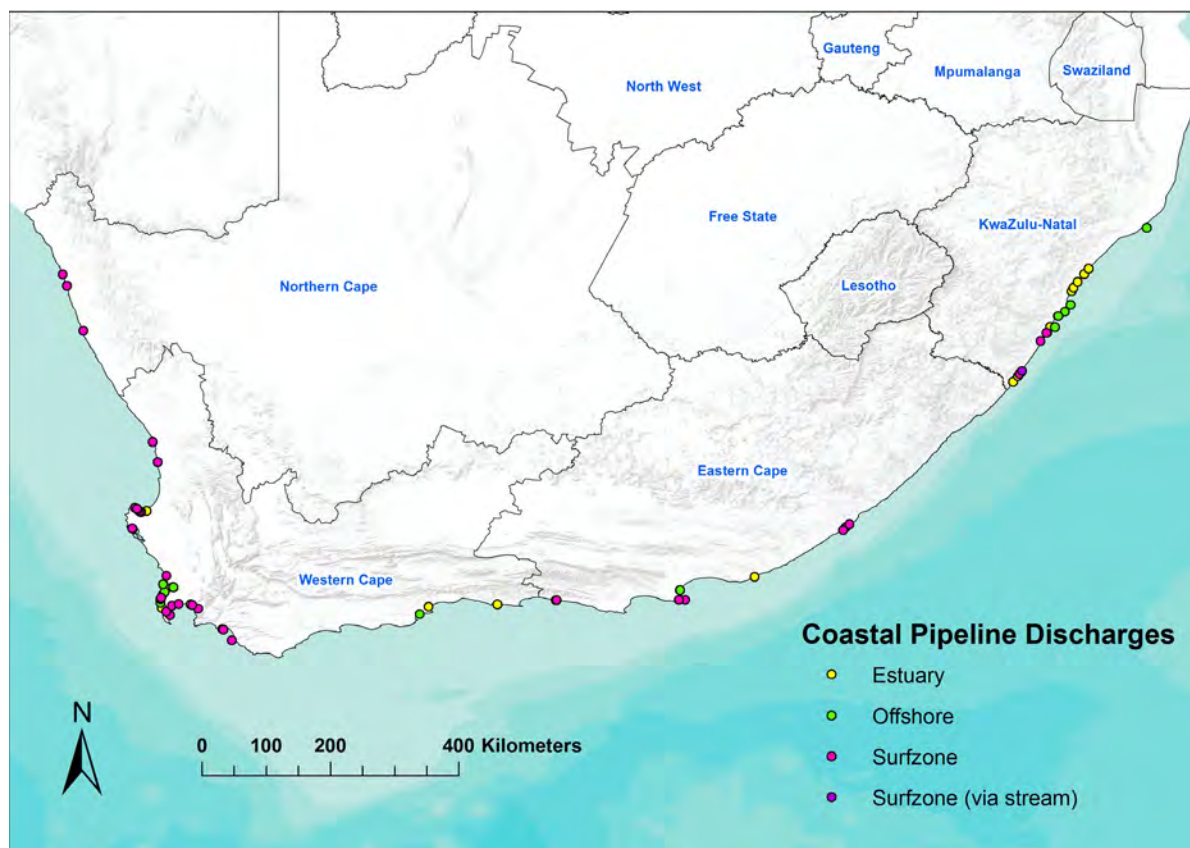 Gauteng
Mpumalanga
Swaziland
North West
Free State
KwaZulu-Natal
Northern Cape
Lesotho
Eastern Cape
Western Cape
Coastal Pipeline Discharges
Estuary
Offshore
Surfzone
Surfzone (via stream)
N
0 100 200 400 Kilometers